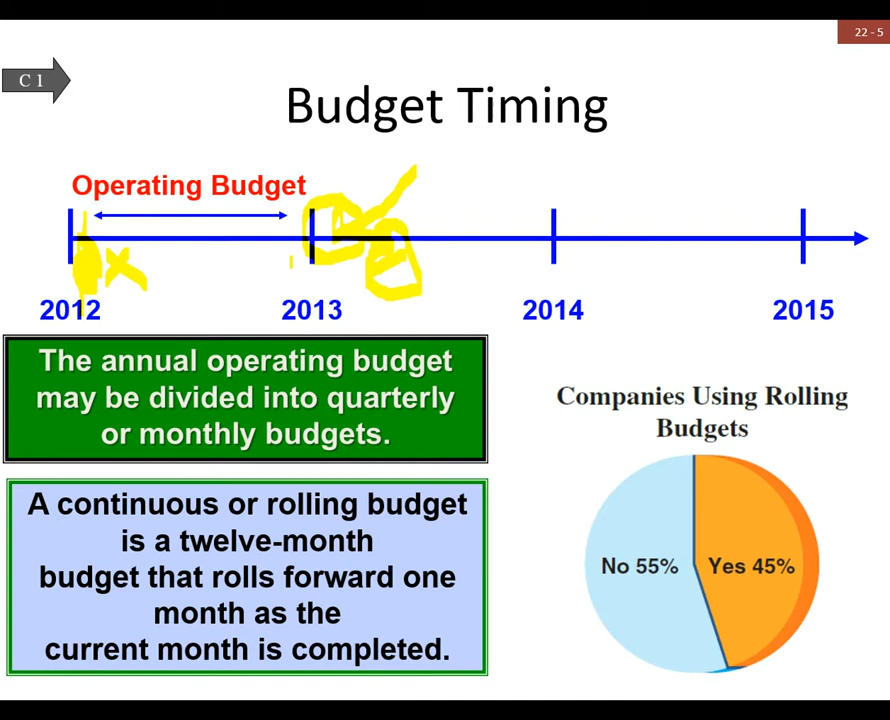 22 - 5
C 1
Budget Timing
Operating Budget
2012 2013 2014 2015
The annual operating budget
may be divided into quarterly
or monthly budgets.
A continuous or rolling budget
is a twelve-month
budget that rolls forward one
month as the
current month is completed.
Companies Using Rolling
Budgets
No 55% Yes 45%